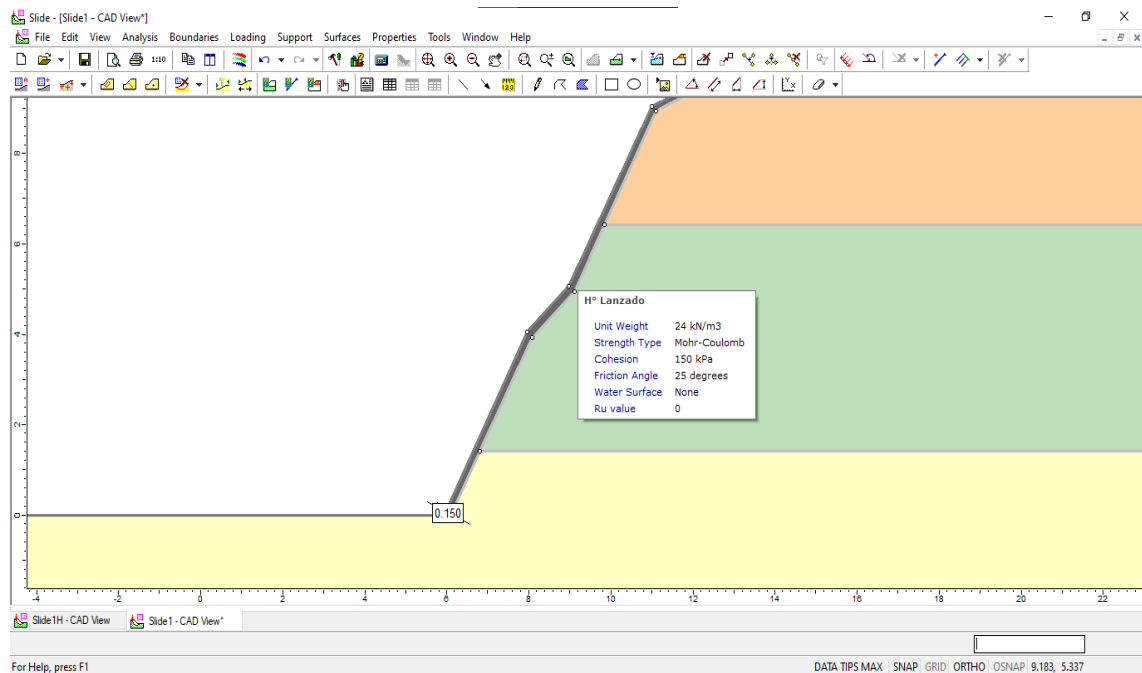 Slide - [Slide1 - CAD View*]
File Edit View Analysis Boundaries Loading Support Surfaces Properties Tools Window Help
1:10
8
6
4
2
0
H° Lanzado
Unit Weight 24 kN/m3
Strength Type Mohr-Coulomb
Cohesion 150 kPa
Friction Angle 25 degrees
Water Surface None
Ru value 0
0.150
-4 -2 0 2 4 6 8 10 12 14 16 18 20 22
Slide1H - CAD View Slide1 - CAD View*
For Help, press F1 DATA TIPS MAX SNAP GRID ORTHO OSNAP 9.183, 5.337